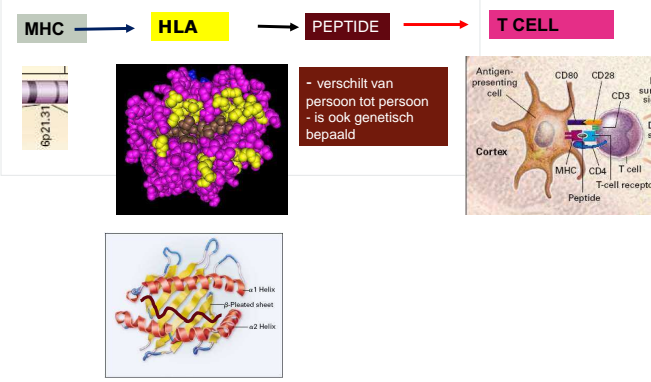 MHC
HLA
PEPTIDE
T CELL
6p21.31
- verschilt van
persoon tot persoon
- is ook genetisch
bepaald
Antigen-
presenting
cell
CD80
CD28
CD3
Cortex
MHC
CD4
T cell
T-cell
Peptide
α1 Helix
β-Pleated sheet
α2 Helix